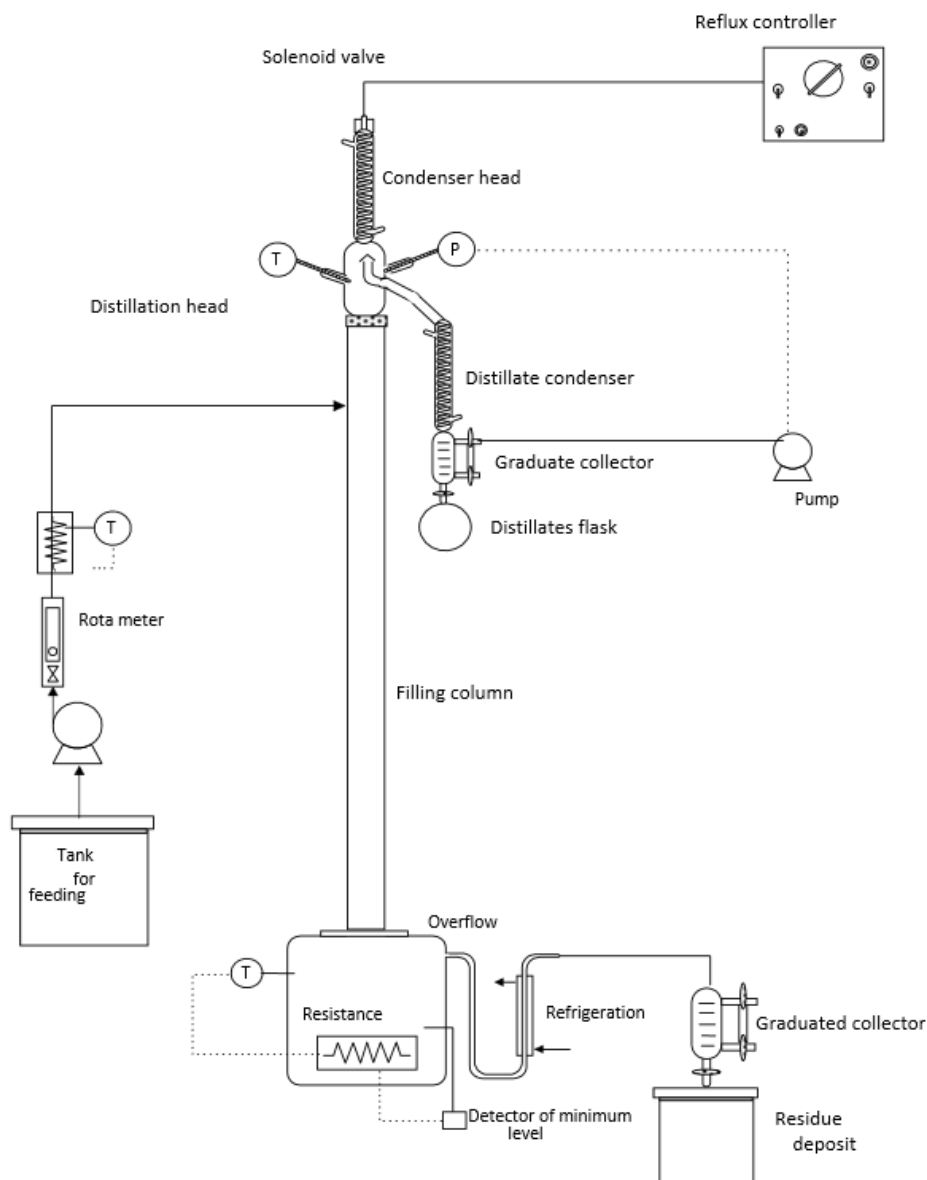 Reflux controller
Solenoid valve
Condenser head
T
P
Distillation head
Distillate condenser
Graduate collector
Pump
T
Distillates flask
Rota meter
Filling column
Tank
for
feeding
Overflow
T
Resistance
Refrigeration
Graduated collector
Detector of minimum
level
Residue
deposit